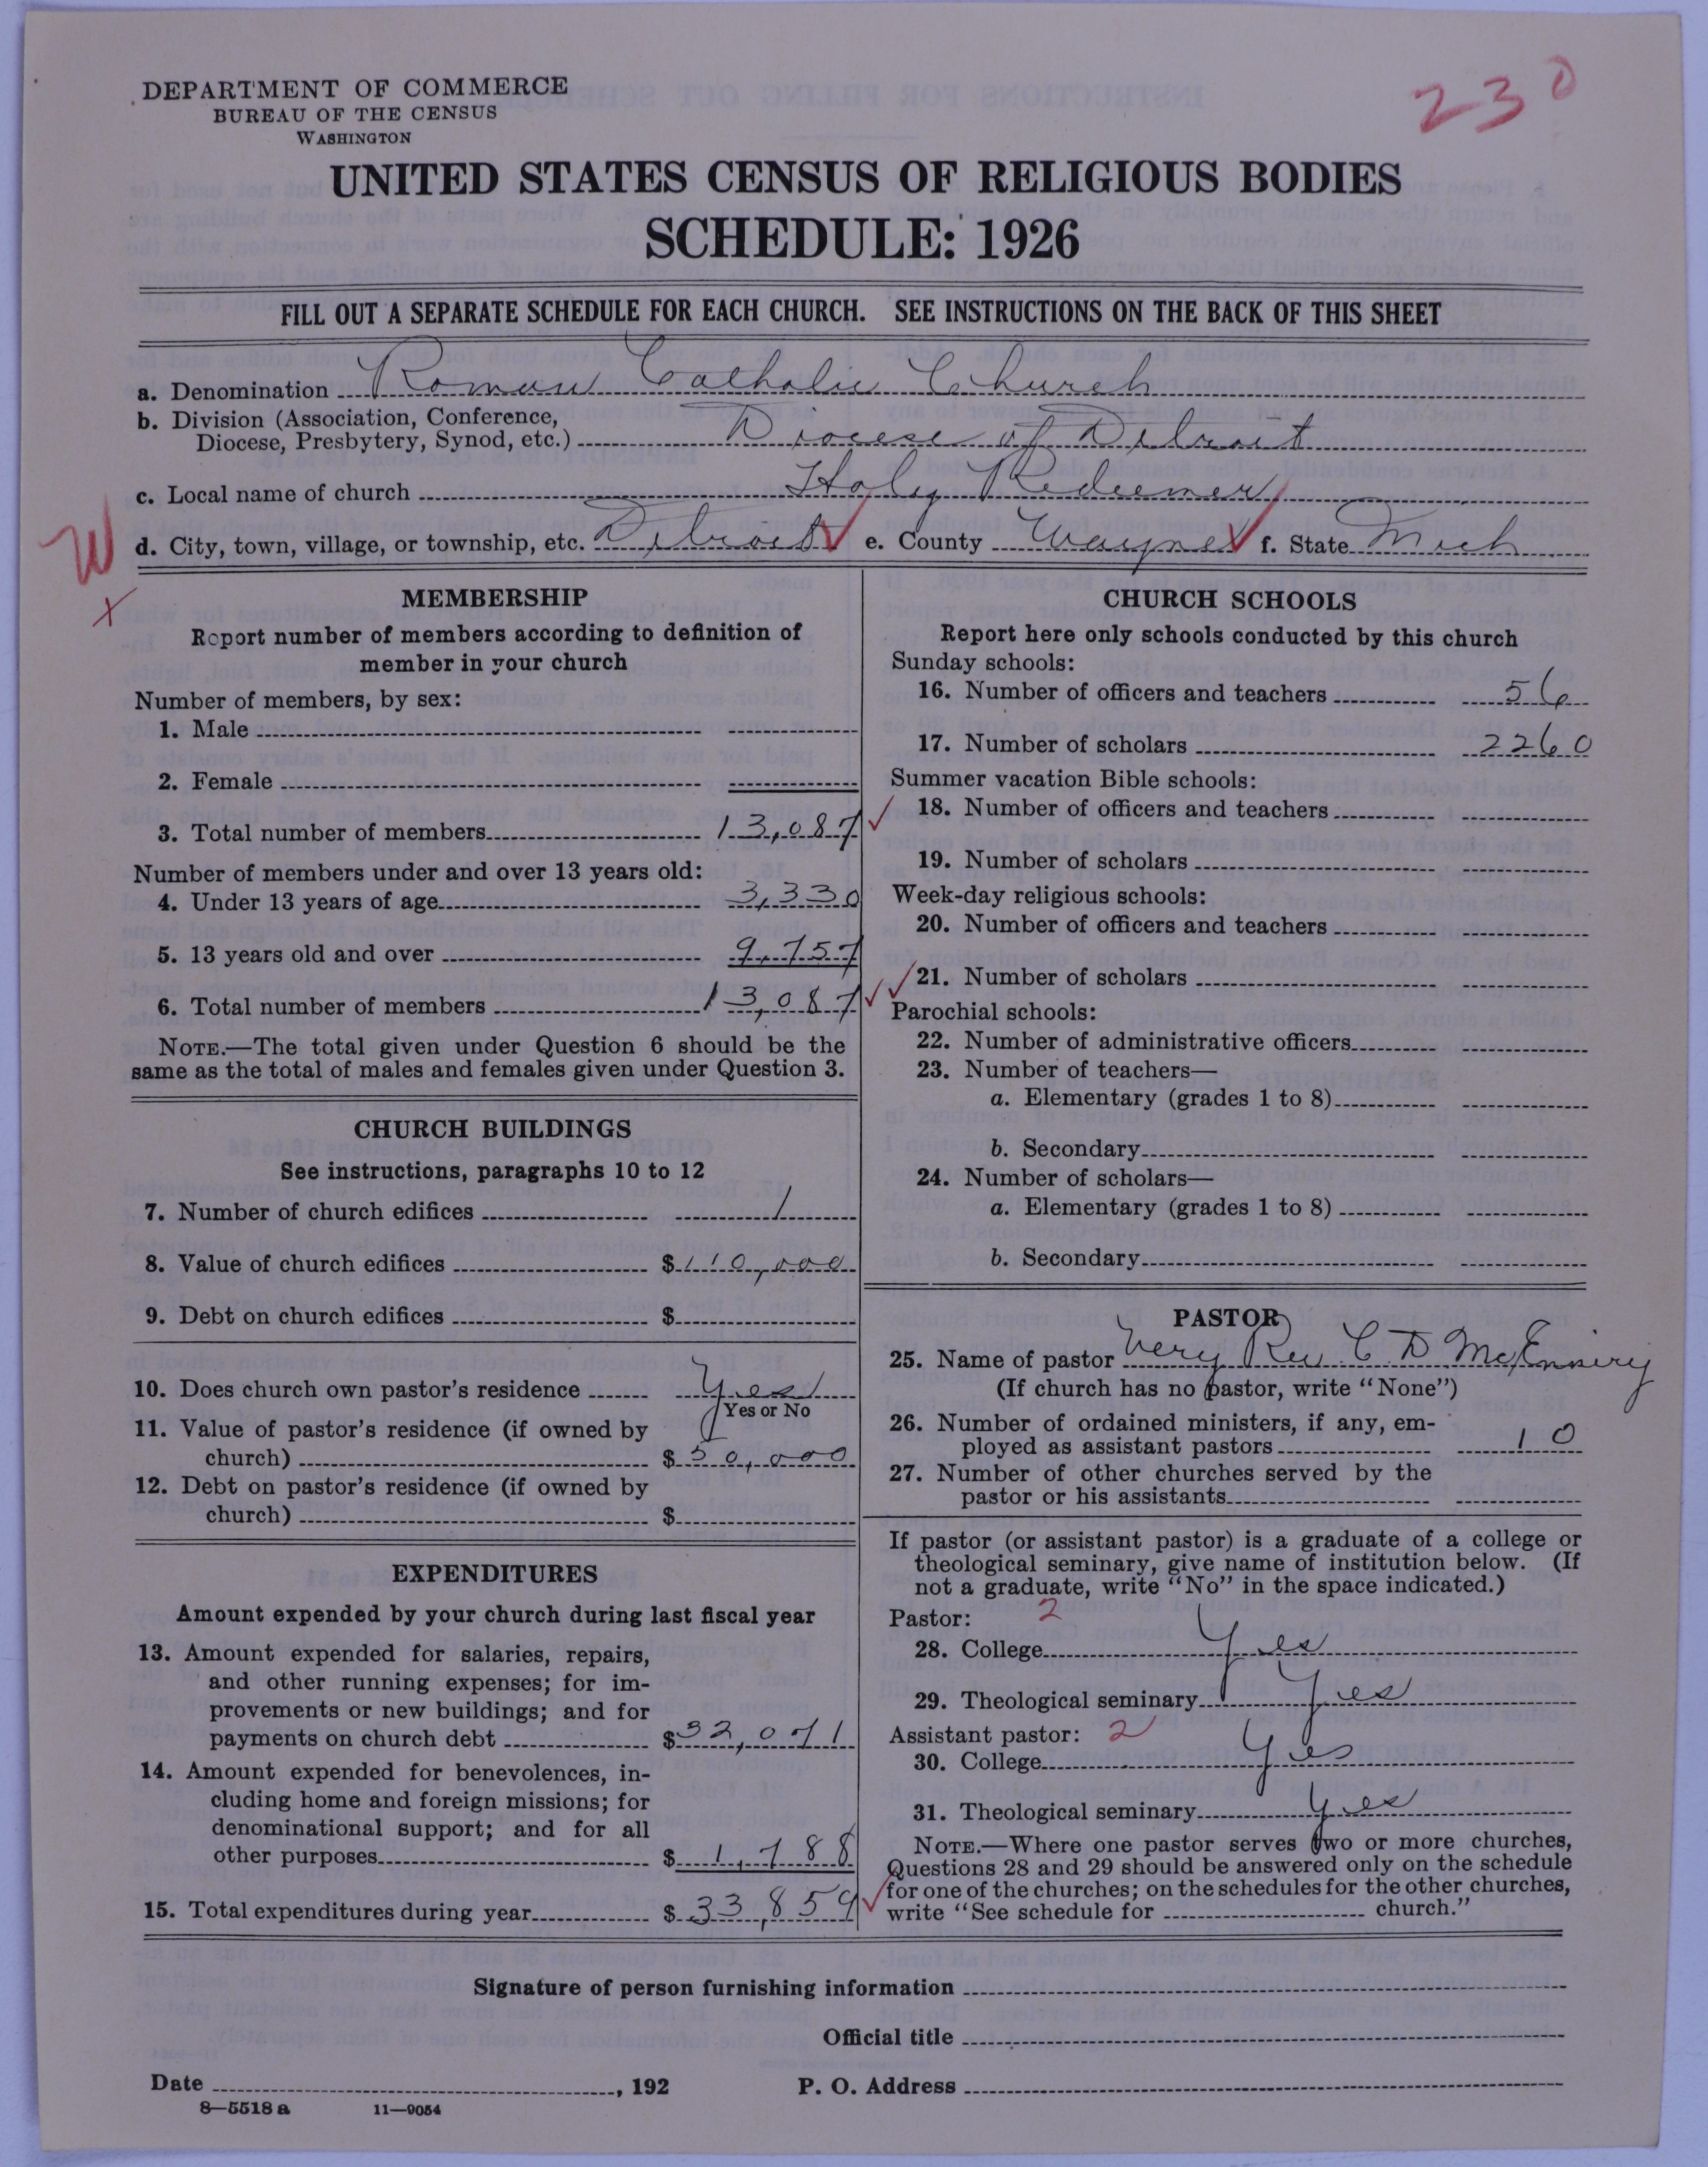 DEPARTMENT OF COMMERCE
BUREAU OF THE CENSUS
WASHINGTON
230
UNITED STATES CENSUS OF RELIGIOUS BODIES
SCHEDULE: 1926
FILL OUT A SEPARATE SCHEDULE FOR EACH CHURCH. SEE INSTRUCTIONS ON THE BACK OF THIS SHEET
a. Denomination Roman Catholic Church
b. Division (Association, Conference,
Diocese, Presbytery, Synod, etc.) Diocese of Detroit
c. Local name of church Holy Redeemer
W
d. City, town, village, or township, etc. Detroit e. County Wayne f. State Mich
X
MEMBERSHIP
Report number of members according to definition of
member in your church
Number of members, by sex:
1. Male
2. Female
3. Total number of members 13,087
Number of members under and over 13 years old:
4. Under 13 years of age 3,330
5. 13 years old and over 9,757
6. Total number of members 13,087
NOTE.—The total given under Question 6 should be the
same as the total of males and females given under Question 3.
CHURCH BUILDINGS
See instructions, paragraphs 10 to 12
7. Number of church edifices 1
8. Value of church edifices $110,000
9. Debt on church edifices $
10. Does church own pastor's residence Yes
Yes or No
11. Value of pastor's residence (if owned by
church) $50,000
12. Debt on pastor's residence (if owned by
church) $
EXPENDITURES
Amount expended by your church during last fiscal year
13. Amount expended for salaries, repairs,
and other running expenses; for im-
provements or new buildings; and for
payments on church debt $32,071
14. Amount expended for benevolences, in-
cluding home and foreign missions; for
denominational support; and for all
other purposes $1,788
15. Total expenditures during year $33,859
CHURCH SCHOOLS
Report here only schools conducted by this church
Sunday schools:
16. Number of officers and teachers 56
17. Number of scholars 2260
Summer vacation Bible schools:
18. Number of officers and teachers
19. Number of scholars
Week-day religious schools:
20. Number of officers and teachers
21. Number of scholars
Parochial schools:
22. Number of administrative officers
23. Number of teachers—
a. Elementary (grades 1 to 8)
b. Secondary
24. Number of scholars—
a. Elementary (grades 1 to 8)
b. Secondary
PASTOR
25. Name of pastor Very Rev. C. D. McEnniry
(If church has no pastor, write "None")
26. Number of ordained ministers, if any, em-
ployed as assistant pastors 10
27. Number of other churches served by the
pastor or his assistants
If pastor (or assistant pastor) is a graduate of a college or
theological seminary, give name of institution below. (If
not a graduate, write "No" in the space indicated.)
Pastor: 2
28. College Yes
29. Theological seminary Yes
Assistant pastor: 2
30. College Yes
31. Theological seminary Yes
NOTE.—Where one pastor serves two or more churches,
Questions 28 and 29 should be answered only on the schedule
for one of the churches; on the schedules for the other churches,
write "See schedule for church."
Signature of person furnishing information
Official title
Date , 192 P. O. Address
8—5518 a 11—9054